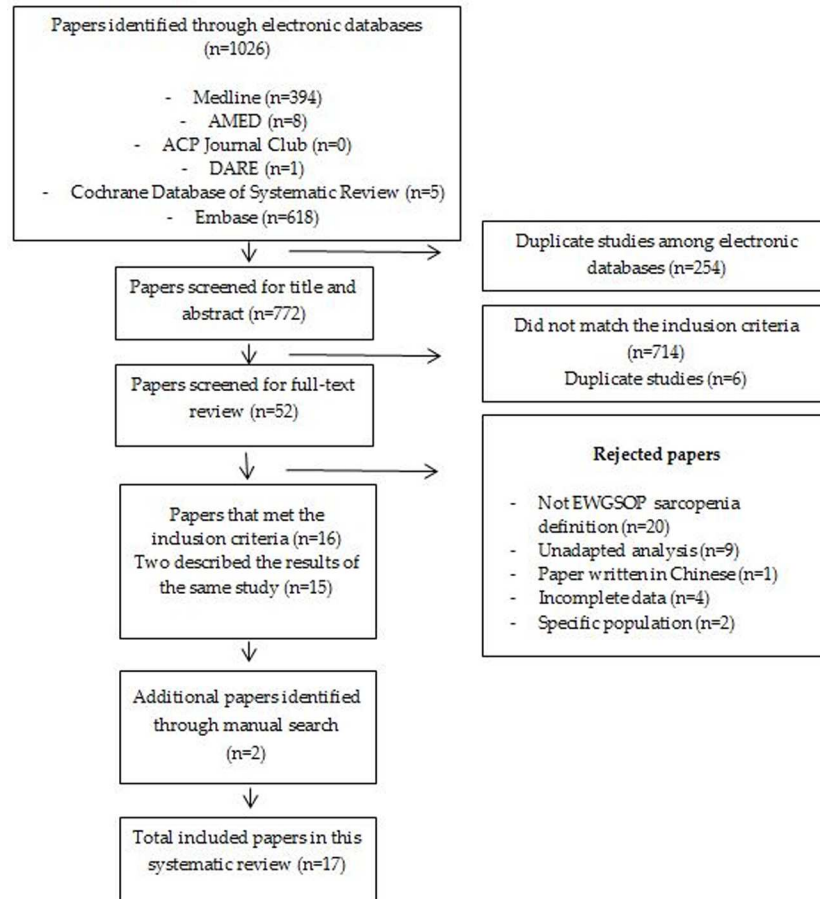 Papers identified through electronic databases
(n=1026)
- Medline (n=394)
- AMED (n=8)
- ACP Journal Club (n=0)
- DARE (n=1)
- Cochrane Database of Systematic Review (n=5)
- Embase (n=618)
Duplicate studies among electronic
databases (n=254)
Papers screened for title and
abstract (n=772)
Did not match the inclusion criteria
(n=714)
Duplicate studies (n=6)
Papers screened for full-text
review (n=52)
Rejected papers
- Not EWGSOP sarcopenia
definition (n=20)
- Unadapted analysis (n=9)
- Paper written in Chinese (n=1)
- Incomplete data (n=4)
- Specific population (n=2)
Papers that met the
inclusion criteria (n=16)
Two described the results of
the same study (n=15)
Additional papers identified
through manual search
(n=2)
Total included papers in this
systematic review (n=17)